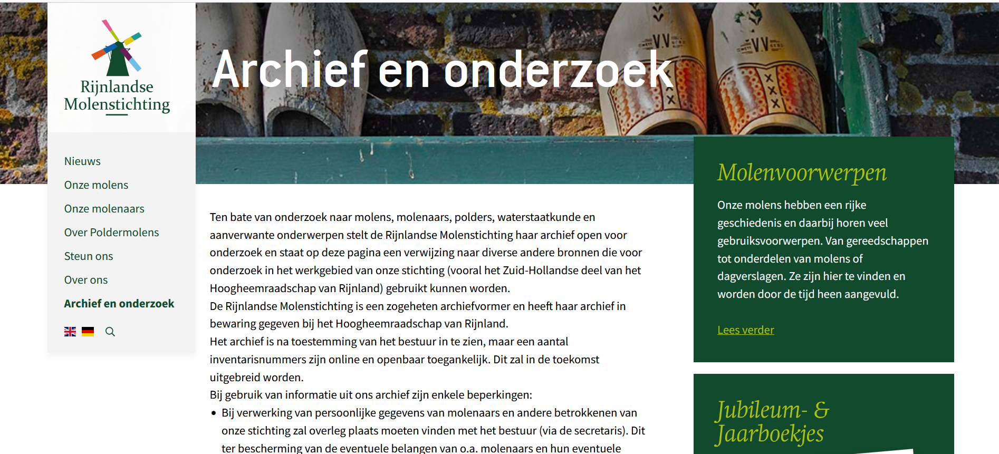 Rijnlandse
Molenstichting
Nieuws
Onze molens
Onze molenaars
Over Poldermolens
Steun ons
Over ons
Archief en onderzoek
Archief en onderzoek
Ten bate van onderzoek naar molens, molenaars, polders, waterstaatkunde en
aanverwante onderwerpen stelt de Rijnlandse Molenstichting haar archief open voor
onderzoek en staat op deze pagina een verwijzing naar diverse andere bronnen die voor
onderzoek in het werkgebied van onze stichting (vooral het Zuid-Hollandse deel van het
Hoogheemraadschap van Rijnland) gebruikt kunnen worden.
De Rijnlandse Molenstichting is een zogeheten archiefvormer en heeft haar archief in
bewaring gegeven bij het Hoogheemraadschap van Rijnland.
Het archief is na toestemming van het bestuur in te zien, maar een aantal
inventarisnummers zijn online en openbaar toegankelijk. Dit zal in de toekomst
uitgebreid worden.
Bij gebruik van informatie uit ons archief zijn enkele beperkingen:
• Bij verwerking van persoonlijke gegevens van molenaars en andere betrokkenen van
onze stichting zal overleg plaats moeten vinden met het bestuur (via de secretaris). Dit
ter bescherming van de eventuele belangen van o.a. molenaars en hun eventuele
Molenvoorwerpen
Onze molens hebben een rijke
geschiedenis en daarbij horen veel
gebruiksvoorwerpen. Van gereedschappen
tot onderdelen van molens of
dagverslagen. Ze zijn hier te vinden en
worden door de tijd heen aangevuld.
Lees verder
Jubileum- &
Jaarboekjes
V.V
V.V